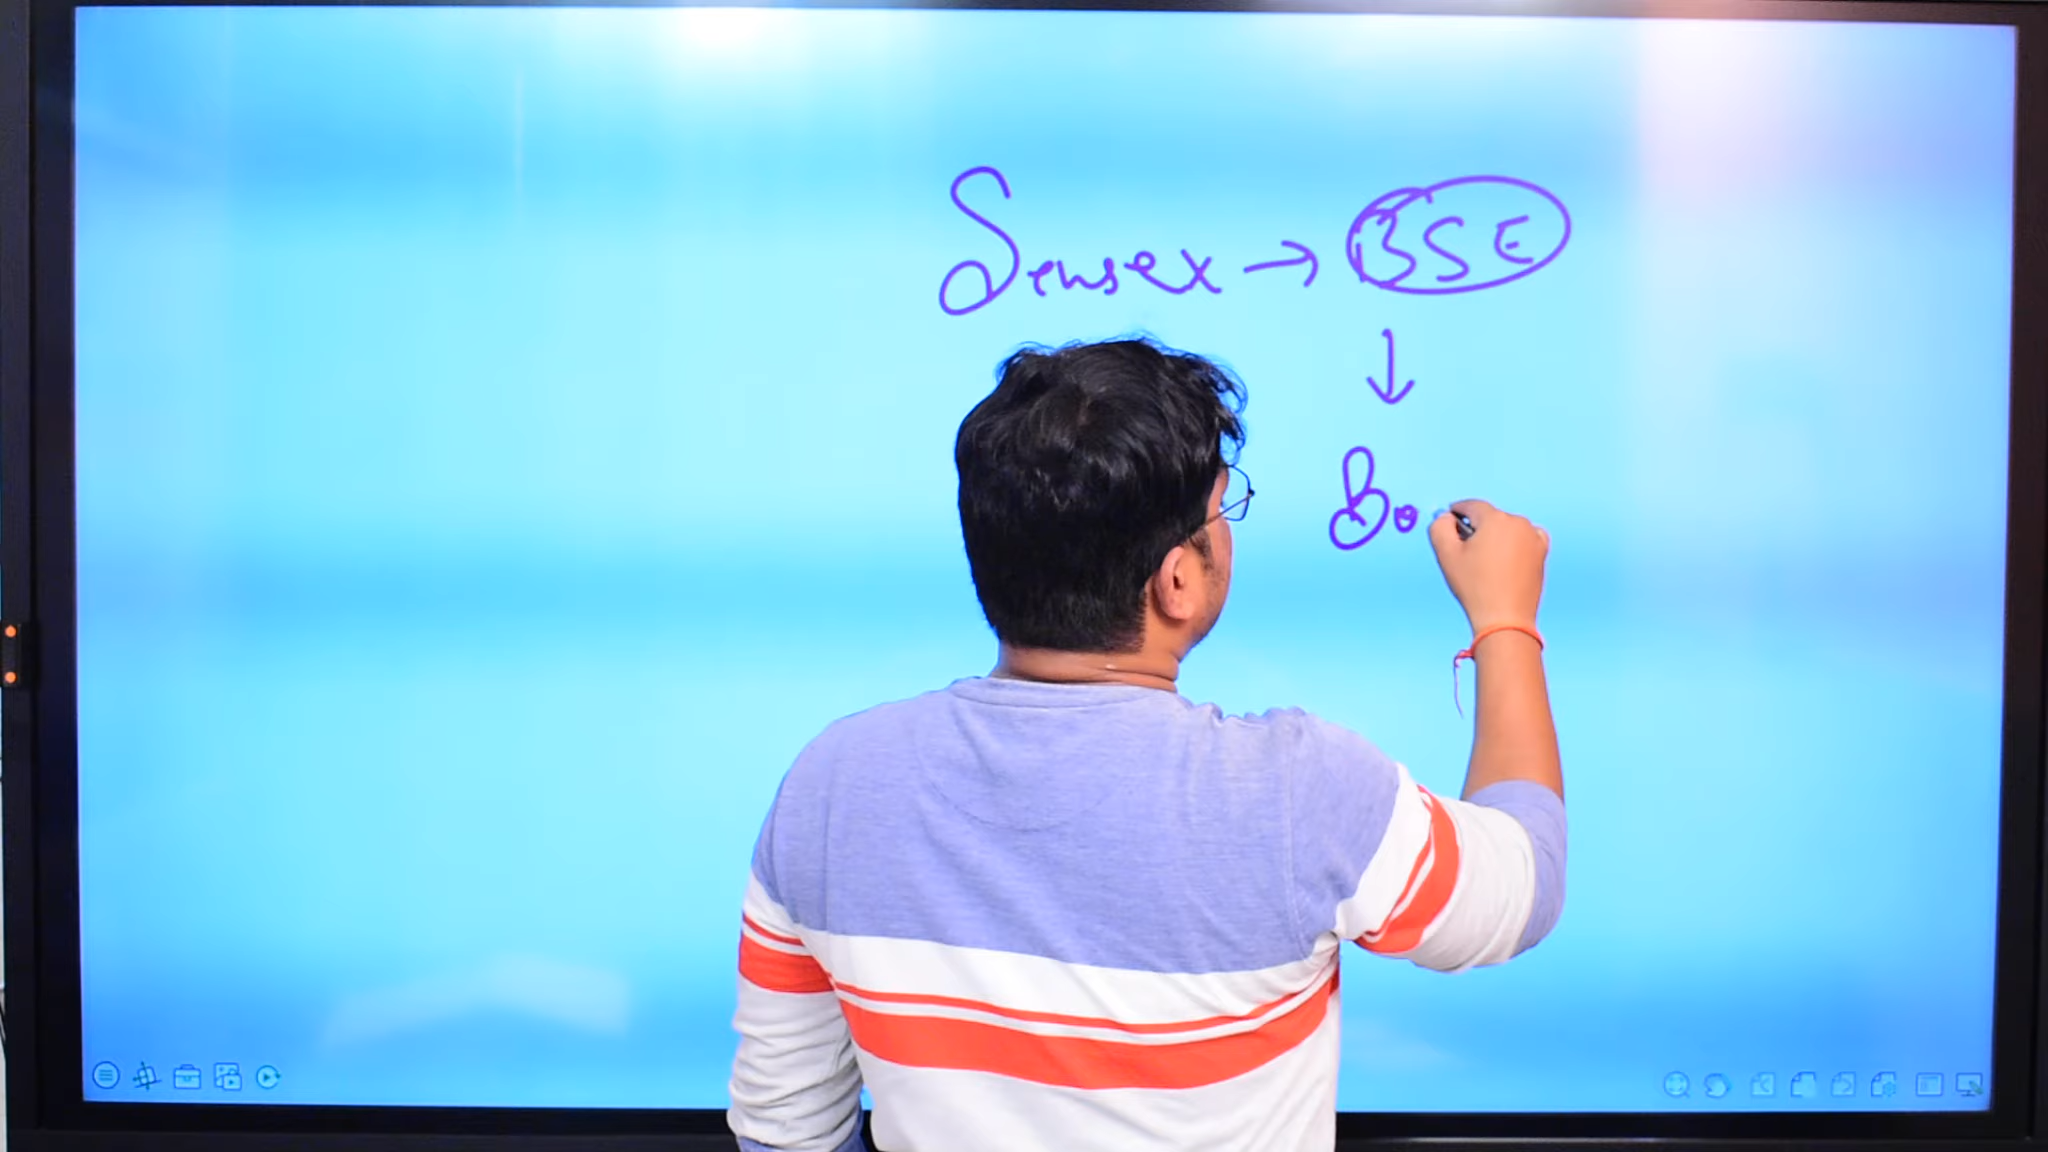 Sensex → BSE
↓
Bo